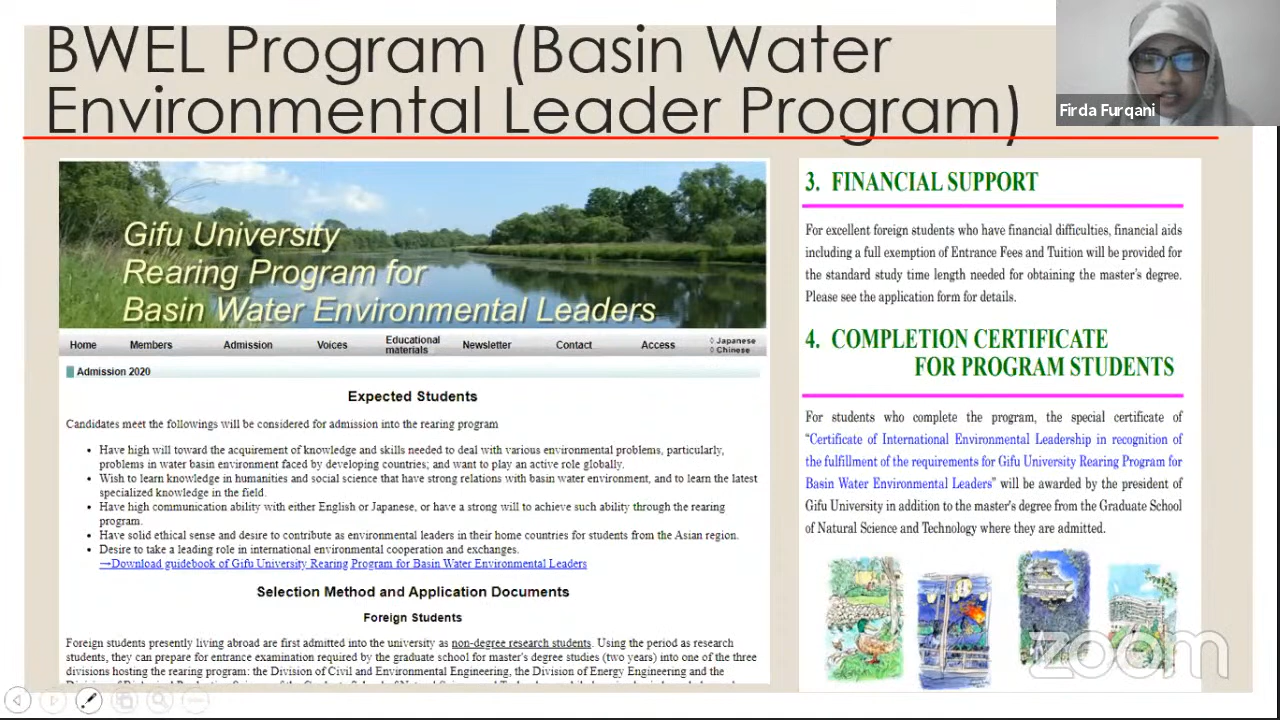 BWEL Program (Basin Water
Environmental Leader Program)
Firda Furqani
Gifu University
Rearing Program for
Basin Water Environmental Leaders
Home Members Admission Voices Educational materials Newsletter Contact Access ◊ Japanese ◊ Chinese
Admission 2020
Expected Students
Candidates meet the followings will be considered for admission into the rearing program
• Have high will toward the acquirement of knowledge and skills needed to deal with various environmental problems, particularly,
problems in water basin environment faced by developing countries; and want to play an active role globally.
• Wish to learn knowledge in humanities and social science that have strong relations with basin water environment, and to learn the latest
specialized knowledge in the field.
• Have high communication ability with either English or Japanese, or have a strong will to achieve such ability through the rearing
program.
• Have solid ethical sense and desire to contribute as environmental leaders in their home countries for students from the Asian region.
• Desire to take a leading role in international environmental cooperation and exchanges.
→Download guidebook of Gifu University Rearing Program for Basin Water Environmental Leaders
Selection Method and Application Documents
Foreign Students
Foreign students presently living abroad are first admitted into the university as non-degree research students. Using the period as research
students, they can prepare for entrance examination required by the graduate school for master's degree studies (two years) into one of the three
divisions hosting the rearing program: the Division of Civil and Environmental Engineering, the Division of Energy Engineering and the
3. FINANCIAL SUPPORT
For excellent foreign students who have financial difficulties, financial aids
including a full exemption of Entrance Fees and Tuition will be provided for
the standard study time length needed for obtaining the master's degree.
Please see the application form for details.
4. COMPLETION CERTIFICATE
FOR PROGRAM STUDENTS
For students who complete the program, the special certificate of
"Certificate of International Environmental Leadership in recognition of
the fulfillment of the requirements for Gifu University Rearing Program for
Basin Water Environmental Leaders" will be awarded by the president of
Gifu University in addition to the master's degree from the Graduate School
of Natural Science and Technology where they are admitted.
zoom